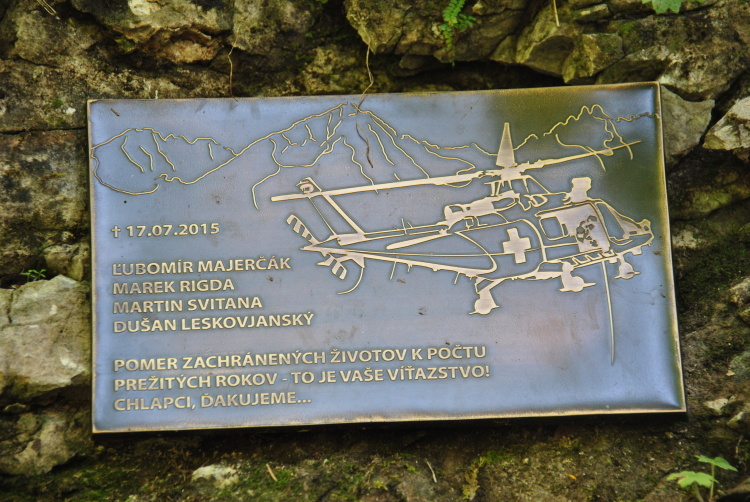 † 17.07.2015
ĽUBOMÍR MAJERČÁK
MAREK RIGDA
MARTIN SVITANA
DUŠAN LESKOVJANSKÝ
POMER ZACHRÁNENÝCH ŽIVOTOV K POČTU
PREŽITÝCH ROKOV - TO JE VAŠE VÍŤAZSTVO!
CHLAPCI, ĎAKUJEME...